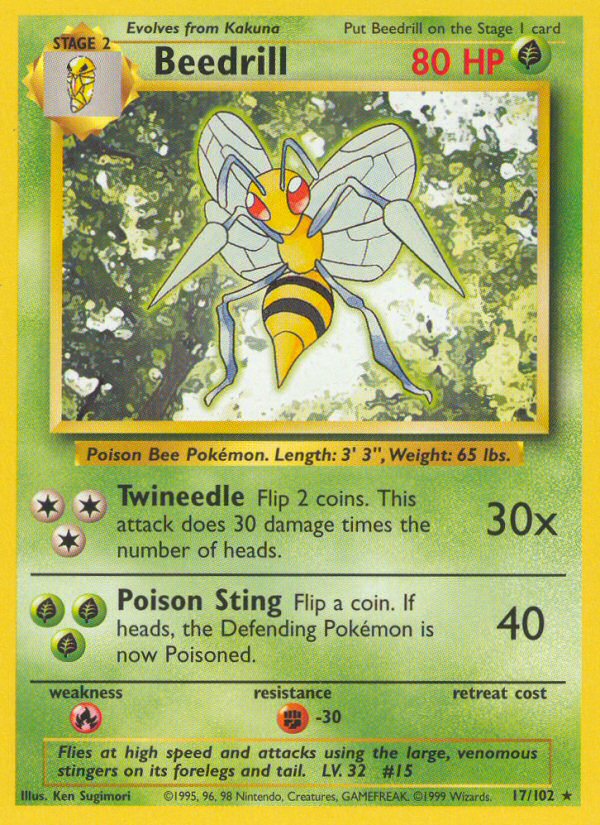 Evolves from Kakuna
Put Beedrill on the Stage 1 card
STAGE 2
Beedrill
80 HP
Poison Bee Pokémon. Length: 3' 3", Weight: 65 lbs.
Twineedle Flip 2 coins. This
attack does 30 damage times the
number of heads.
30x
Poison Sting Flip a coin. If
heads, the Defending Pokémon is
now Poisoned.
40
weakness
resistance
retreat cost
-30
Flies at high speed and attacks using the large, venomous
stingers on its forelegs and tail. LV. 32 #15
Illus. Ken Sugimori
©1995, 96, 98 Nintendo, Creatures, GAMEFREAK. ©1999 Wizards.
17/102 ★